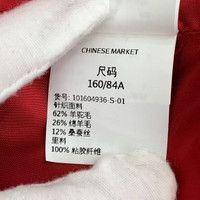 CHINESE MARKET
尺码
160/84A
货号: 101604936-S-01
针织面料
62% 羊驼毛
26% 绵羊毛
12% 桑蚕丝
里料
100% 粘胶纤维